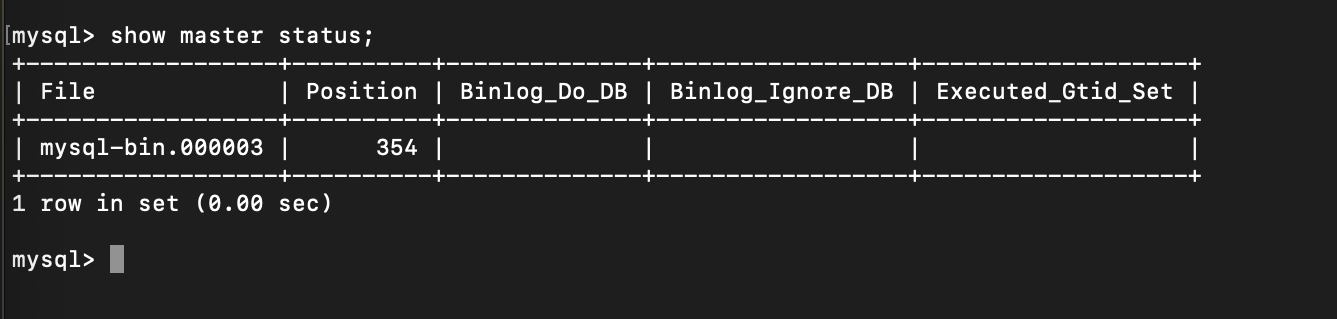 [mysql> show master status;
+------------------+----------+--------------+------------------+-------------------+
| File             | Position | Binlog_Do_DB | Binlog_Ignore_DB | Executed_Gtid_Set |
+------------------+----------+--------------+------------------+-------------------+
| mysql-bin.000003 |      354 |              |                  |                   |
+------------------+----------+--------------+------------------+-------------------+
1 row in set (0.00 sec)
mysql>